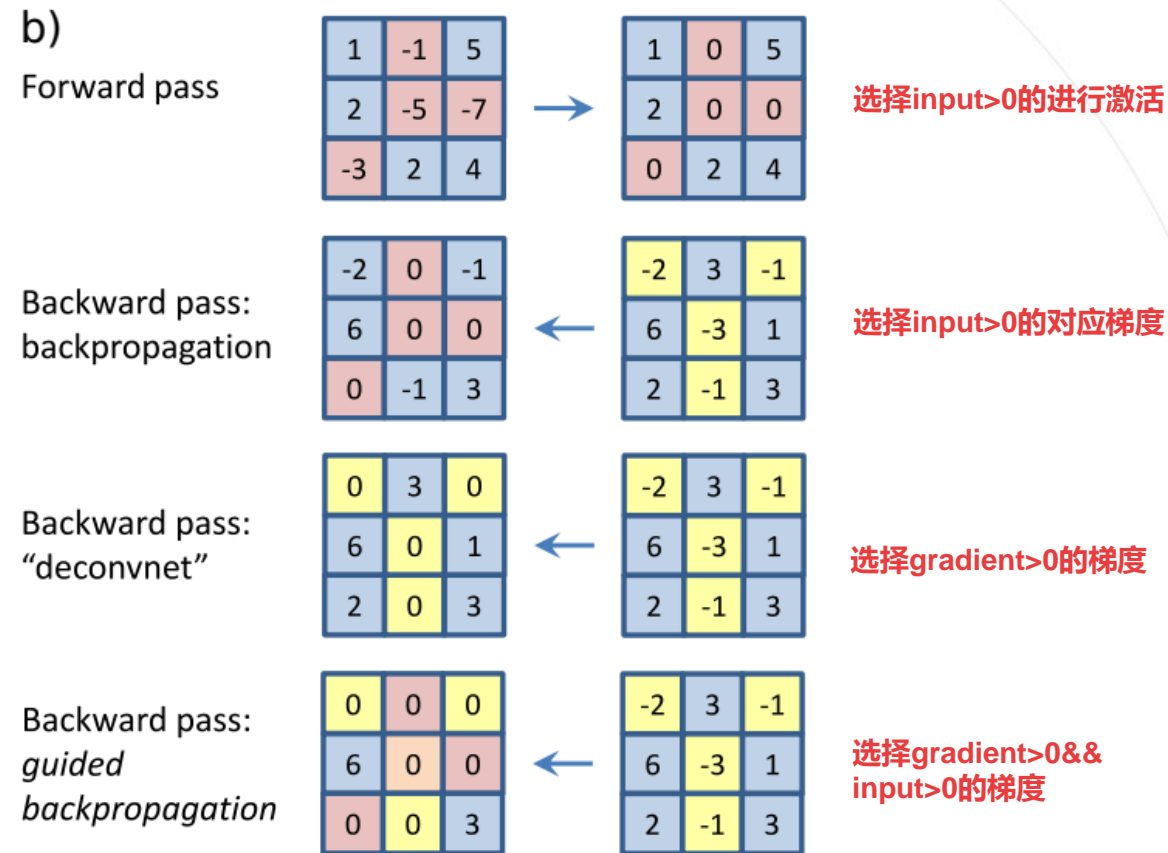 b)
Forward pass
1 -1 5
2 -5 -7
-3 2 4
1 0 5
2 0 0
0 2 4
选择input>0的进行激活
Backward pass:
backpropagation
-2 0 -1
6 0 0
0 -1 3
-2 3 -1
6 -3 1
2 -1 3
选择input>0的对应梯度
Backward pass:
“deconvnet”
0 3 0
6 0 1
2 0 3
-2 3 -1
6 -3 1
2 -1 3
选择gradient>0的梯度
Backward pass:
guided
backpropagation
0 0 0
6 0 0
0 0 3
-2 3 -1
6 -3 1
2 -1 3
选择gradient>0&&
input>0的梯度